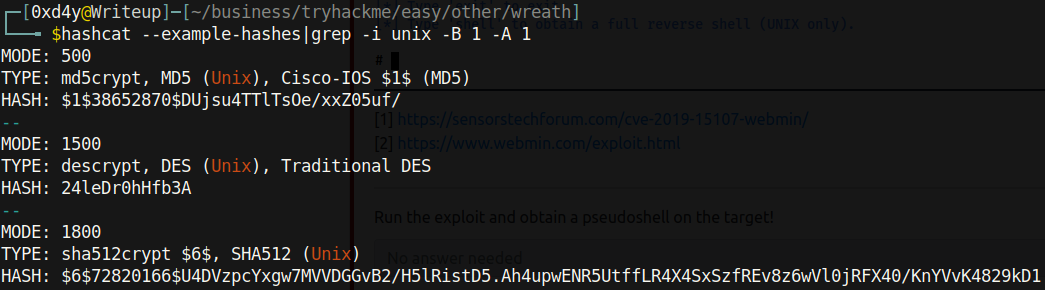 [0xd4y@Writeup]-[~/business/tryhackme/easy/other/wreath]
$hashcat --example-hashes|grep -i unix -B 1 -A 1
MODE: 500
TYPE: md5crypt, MD5 (Unix), Cisco-IOS $1$ (MD5)
HASH: $1$38652870$DUjsu4TTlTsOe/xxZ05uf/
--
MODE: 1500
TYPE: descrypt, DES (Unix), Traditional DES
HASH: 24leDr0hHfb3A
--
MODE: 1800
TYPE: sha512crypt $6$, SHA512 (Unix)
HASH: $6$72820166$U4DVzpcYxgw7MVVDGGvB2/H5lRistD5.Ah4upwENR5UtffLR4X4SxSzfREv8z6wVl0jRFX40/KnYVvK4829kD1
to obtain a full reverse shell (UNIX only).
#
[1] https://sensorstechforum.com/cve-2019-15107-webmin/
[2] https://www.webmin.com/exploit.html
Run the exploit and obtain a pseudoshell on the target!
No answer needed